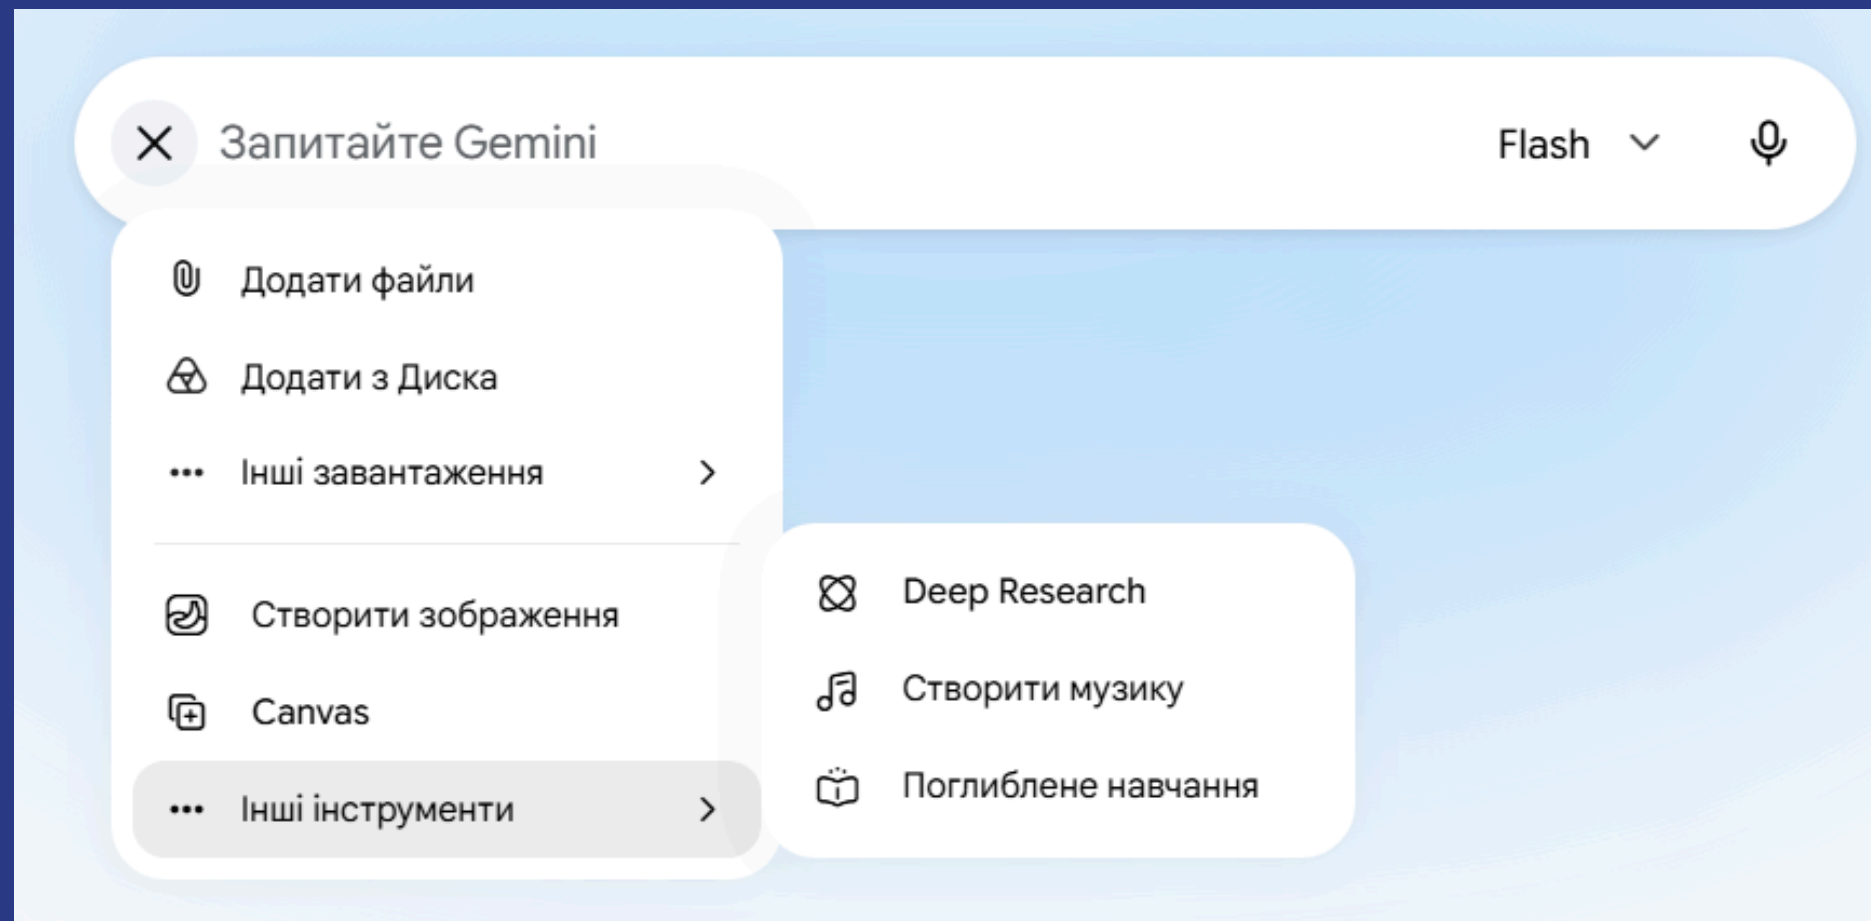 Запитайте Gemini
Flash
Додати файли
Додати з Диска
Інші завантаження
Створити зображення
Canvas
Інші інструменти
Deep Research
Створити музику
Поглиблене навчання